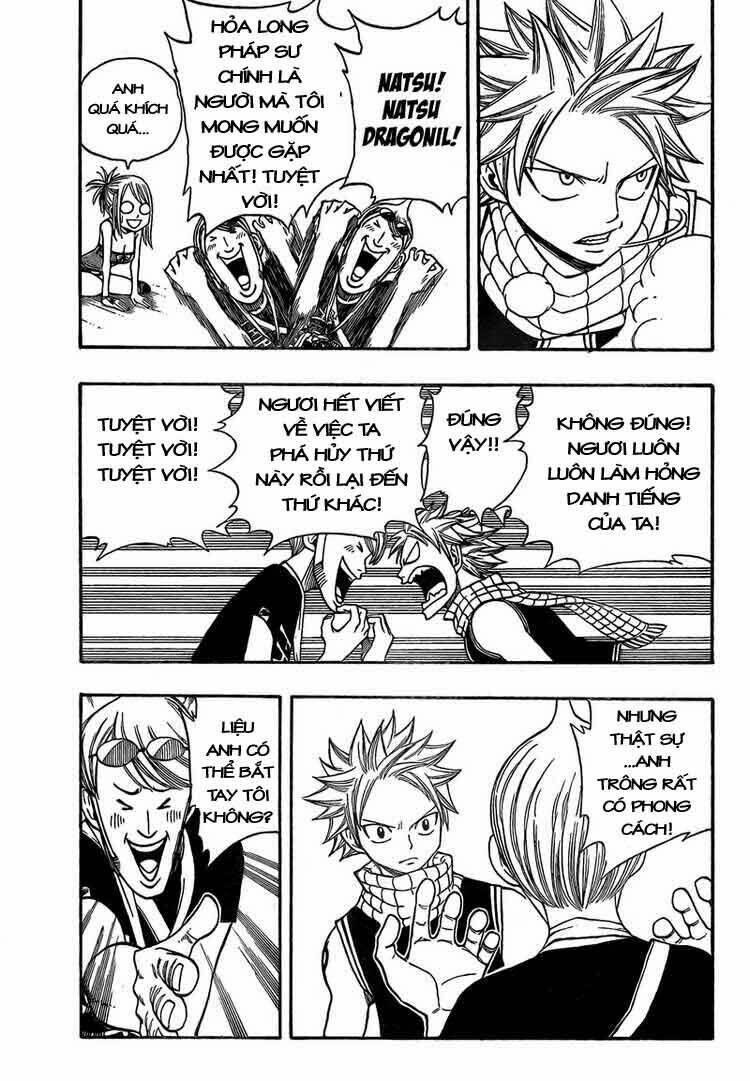 NATSU!
NATSU
DRAGONIL!
HỎA LONG
PHÁP SƯ
CHÍNH LÀ
NGƯỜI MÀ TÔI
MONG MUỐN
ĐƯỢC GẶP
NHẤT! TUYỆT
VỜI!
ANH
QUÁ KHÍCH
QUÁ...
KHÔNG ĐÚNG!
NGƯƠI LUÔN
LUÔN LÀM HỎNG
DANH TIẾNG
CỦA TA!
ĐÚNG
VẬY!!
NGƯƠI HẾT VIẾT
VỀ VIỆC TA
PHÁ HỦY THỨ
NÀY RỒI LẠI ĐẾN
THỨ KHÁC!
TUYỆT VỜI!
TUYỆT VỜI!
TUYỆT VỜI!
NHƯNG
THẬT SỰ
...ANH
TRÔNG RẤT
CÓ PHONG
CÁCH!
LIỆU
ANH CÓ
THỂ BẮT
TAY TÔI
KHÔNG?